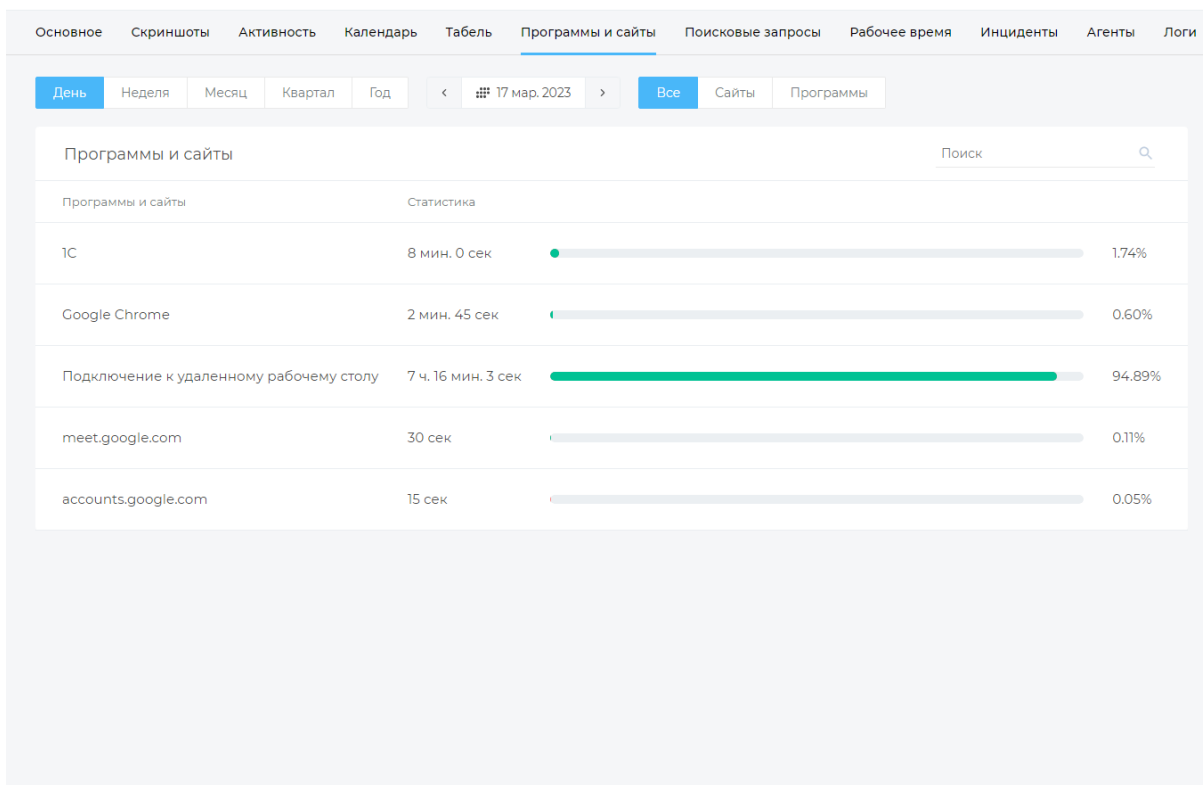 Основное Скриншоты Активность Календарь Табель Программы и сайты Поисковые запросы Рабочее время Инциденты Агенты Логи
День Неделя Месяц Квартал Год 17 мар. 2023 Все Сайты Программы
Программы и сайты Поиск
Программы и сайты Статистика
1С 8 мин. 0 сек 1.74%
Google Chrome 2 мин. 45 сек 0.60%
Подключение к удаленному рабочему столу 7 ч. 16 мин. 3 сек 94.89%
meet.google.com 30 сек 0.11%
accounts.google.com 15 сек 0.05%